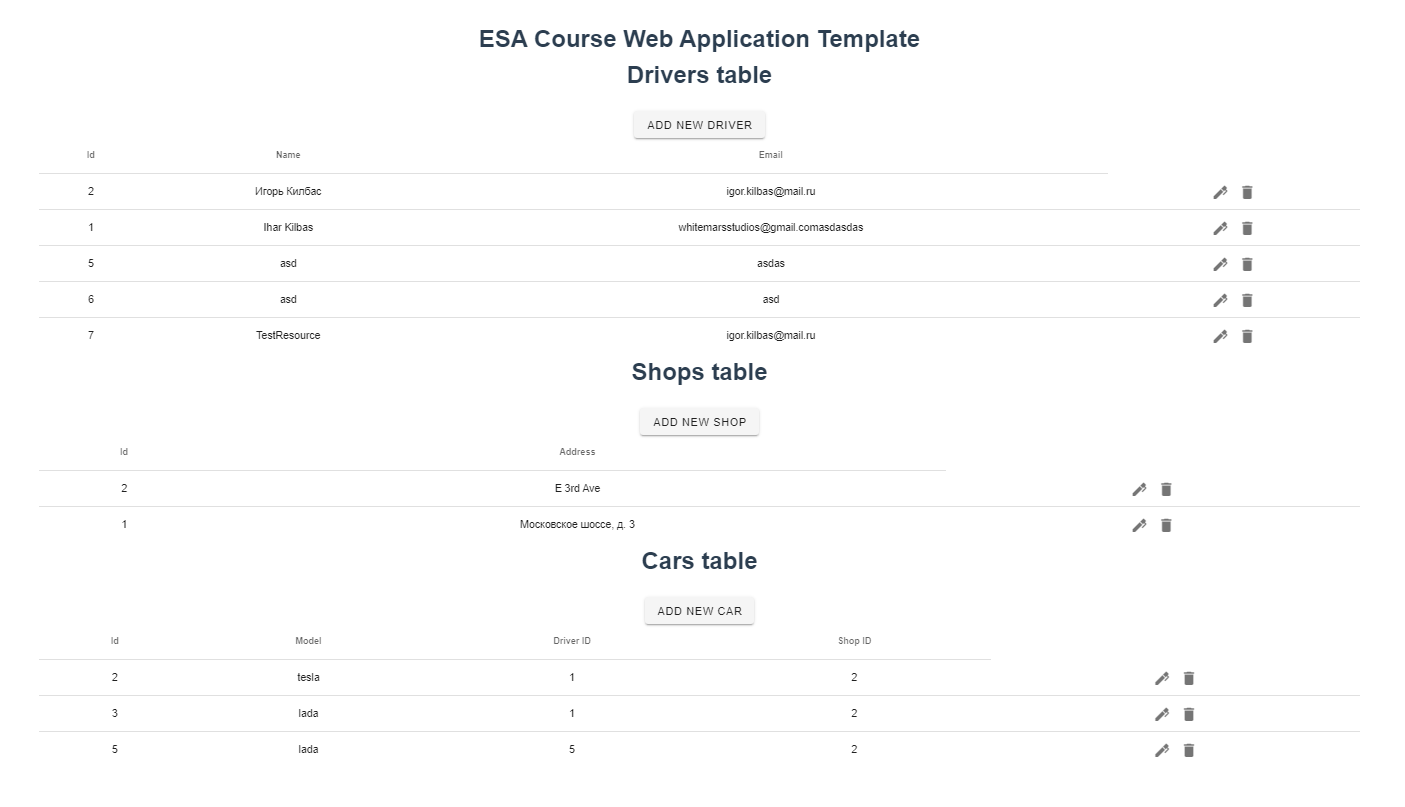 ESA Course Web Application Template
Drivers table
ADD NEW DRIVER
Id Name Email
2 Игорь Килбас igor.kilbas@mail.ru
1 Ihar Kilbas whitemarsstudios@gmail.comasdasdas
5 asd asdas
6 asd asd
7 TestResource igor.kilbas@mail.ru
Shops table
ADD NEW SHOP
Id Address
2 E 3rd Ave
1 Московское шоссе, д. 3
Cars table
ADD NEW CAR
Id Model Driver ID Shop ID
2 tesla 1 2
3 lada 1 2
5 lada 5 2